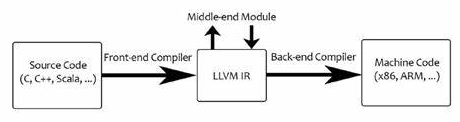 Middle-end Module
Source Code
(C, C++, Scala, ...)
Front-end Compiler
LLVM IR
Back-end Compiler
Machine Code
(x86, ARM, ...)